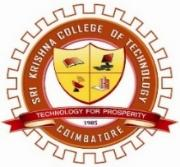 SRI KRISHNA COLLEGE OF TECHNOLOGY
TECHNOLOGY FOR PROSPERITY
1985
COIMBATORE